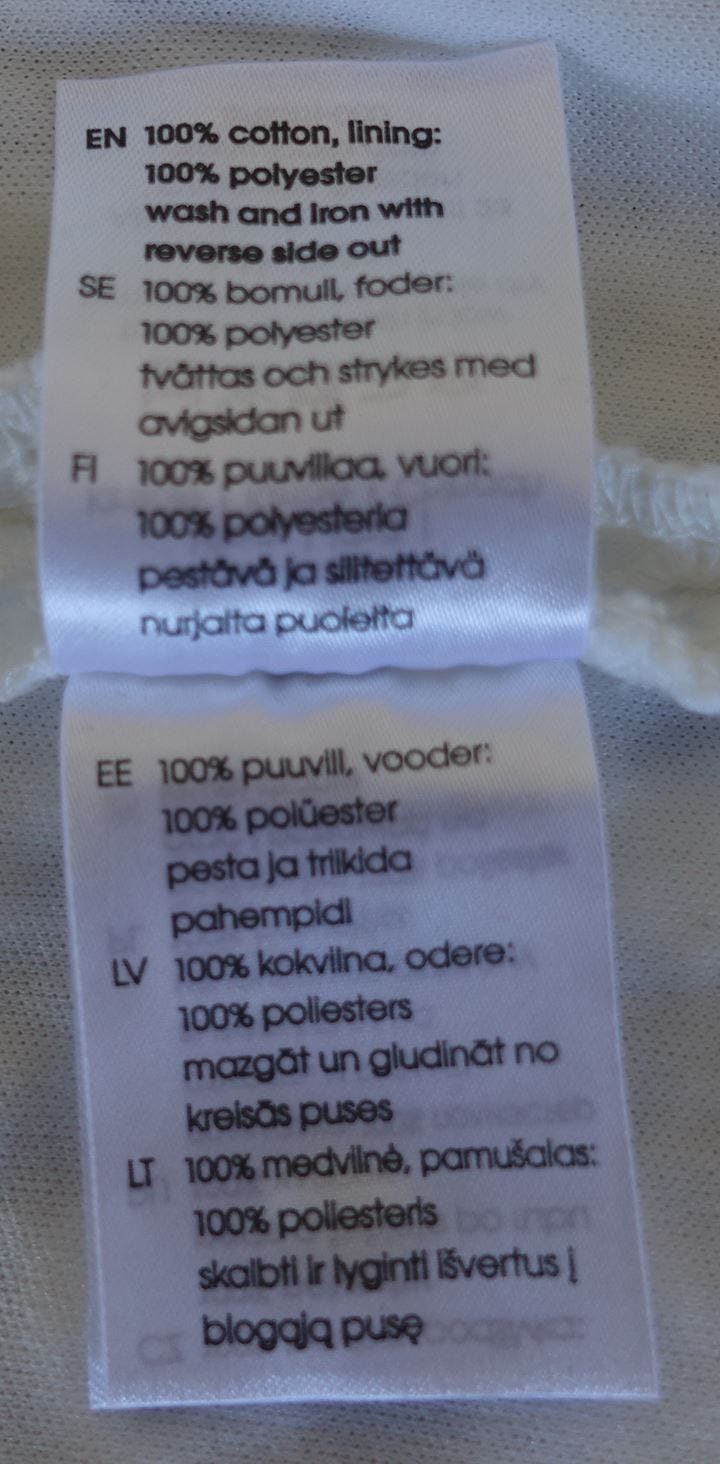 EN 100% cotton, lining:
100% polyester
wash and iron with
reverse side out
SE 100% bomull, foder:
100% polyester
tvättas och strykes med
avigsidan ut
FI 100% puuvillaa, vuori:
100% polyesteria
pestävä ja silitettävä
nurjalta puolelta
EE 100% puuvill, vooder:
100% polüester
pesta ja triikida
pahempidi
LV 100% kokvilna, odere:
100% poliesters
mazgāt un gludināt no
kreisās puses
LT 100% medvilnė, pamušalas:
100% poliesteris
skalbti ir lyginti išvertus į
blogąją pusę